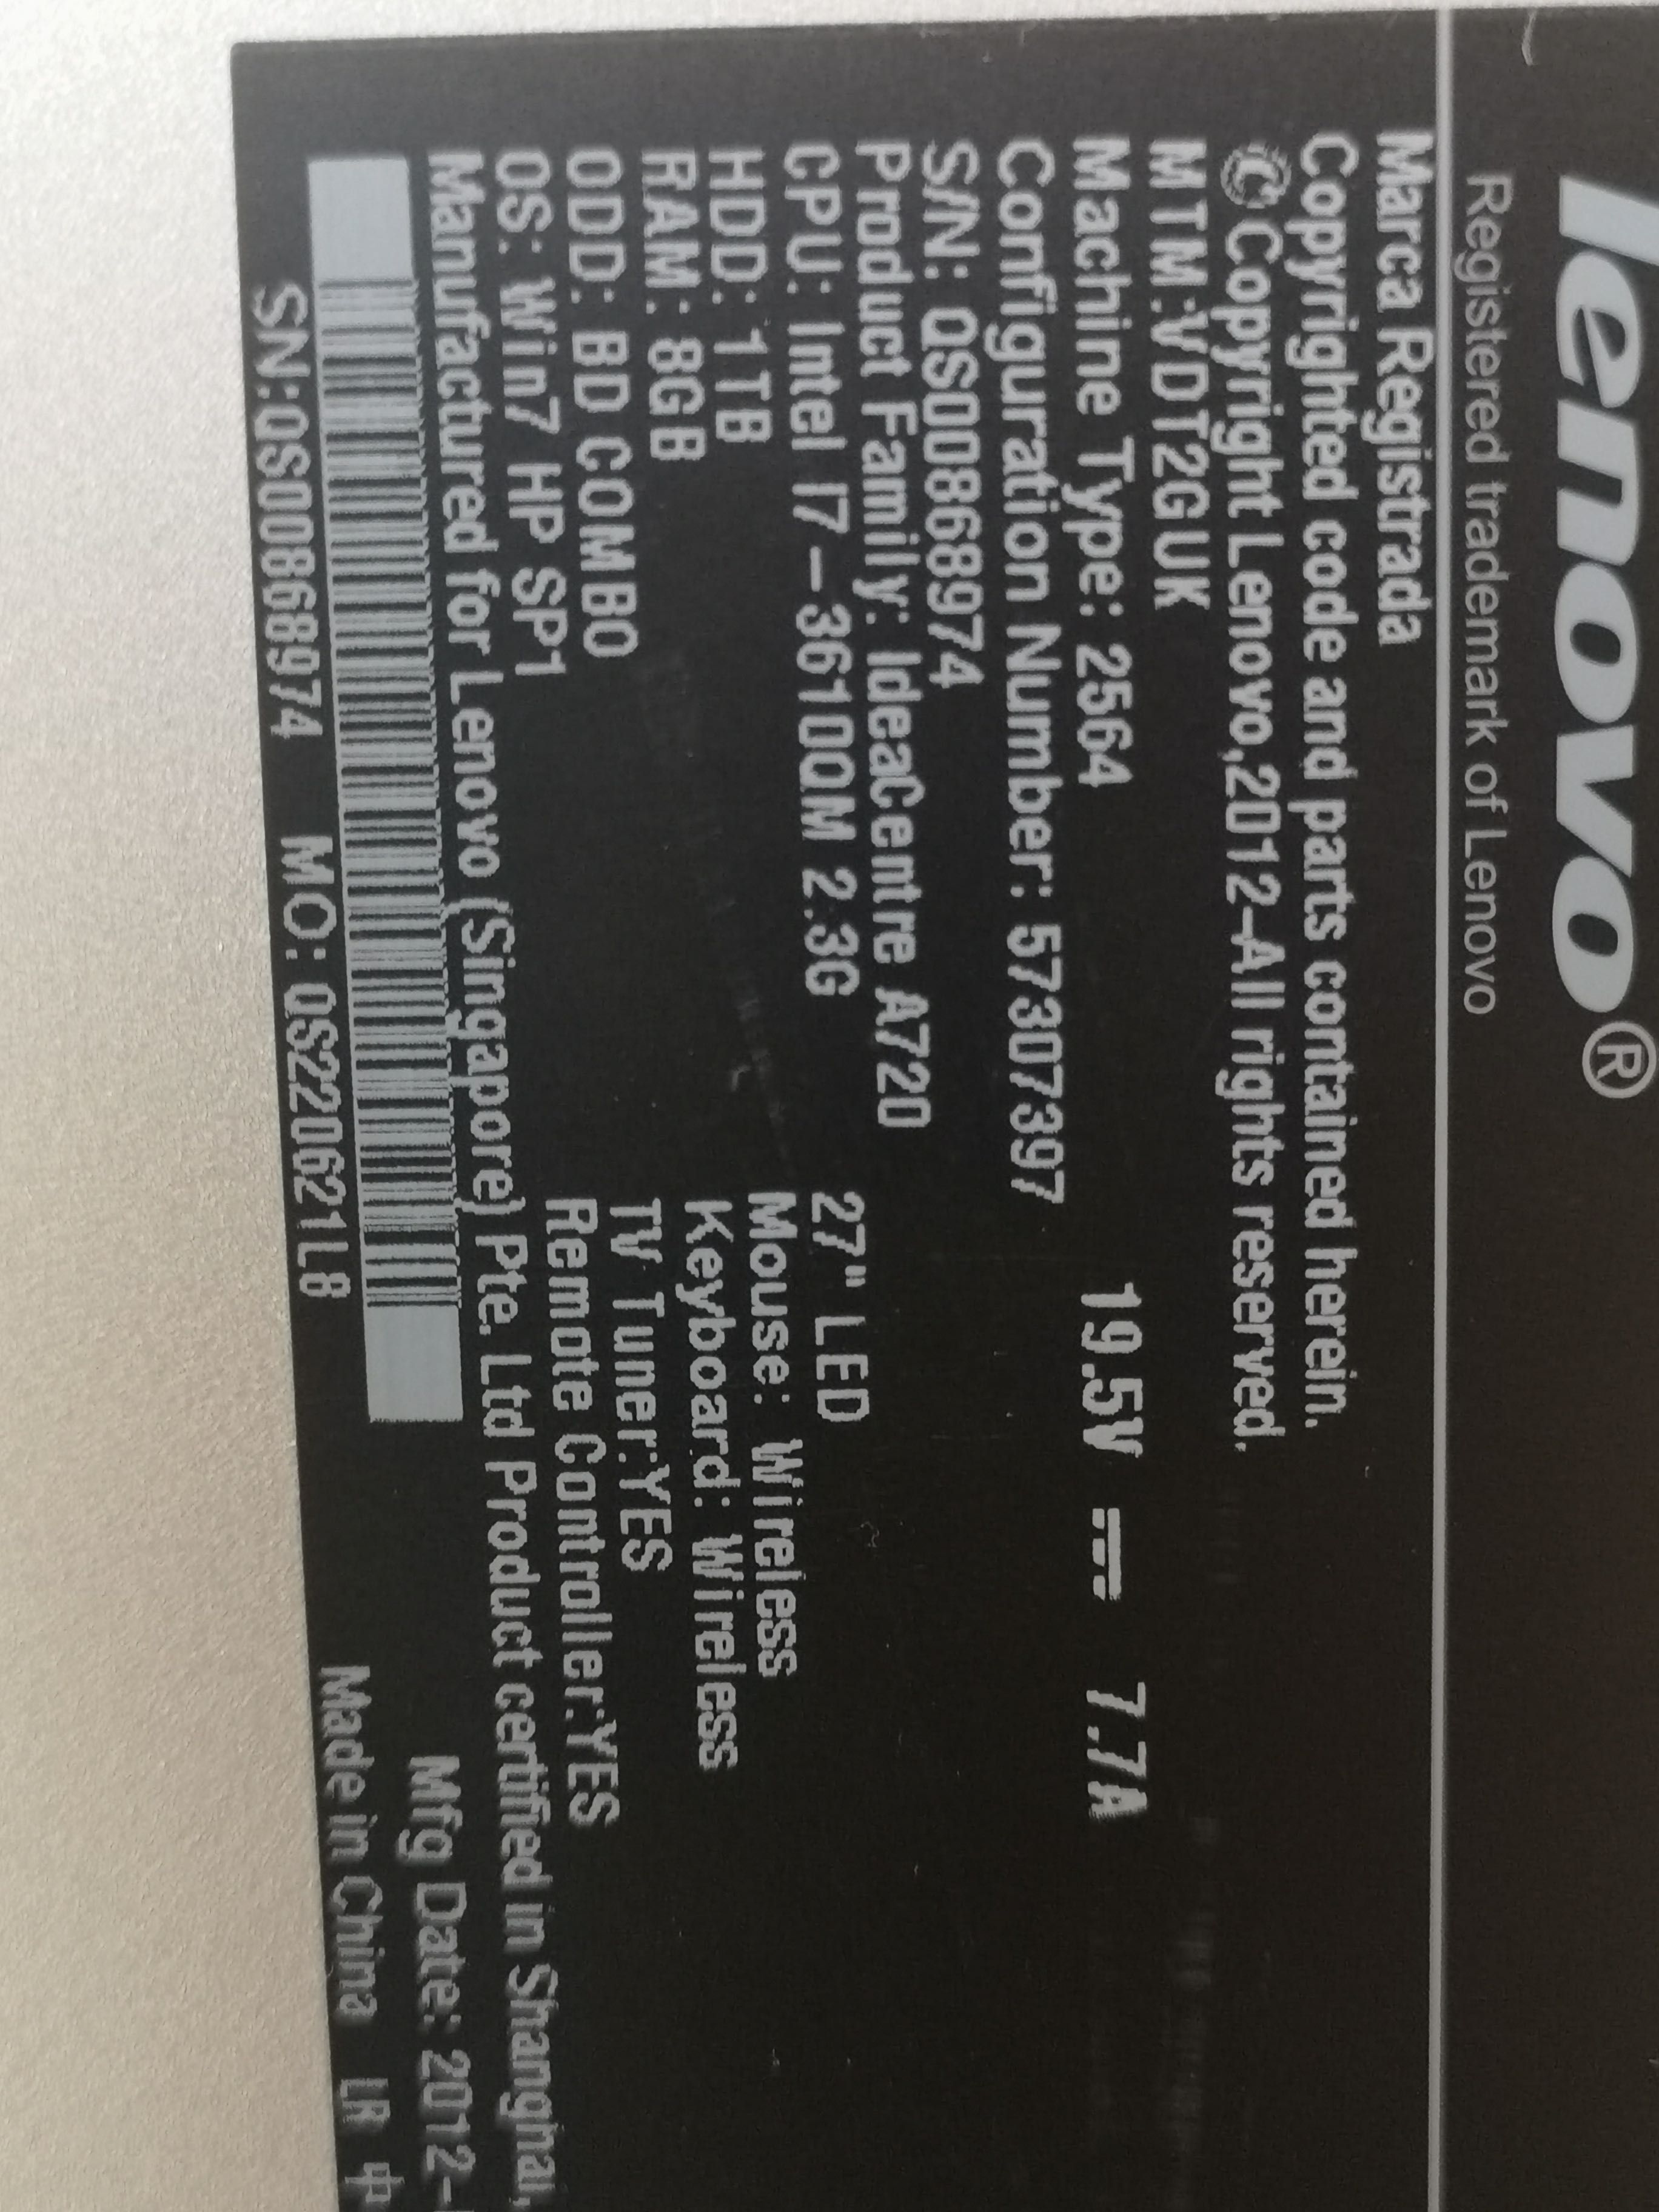 lenovo®
Registered trademark of Lenovo
Marca Registrada
Copyrighted code and parts contained herein.
©Copyright Lenovo,2012-All rights reserved.
MTM:VDT2GUK
Machine Type: 2564 19.5V ⎓ 7.7A
Configuration Number: 57307397
S/N: QS00868974
Product Family: IdeaCentre A720
CPU: Intel I7-3610QM 2.3G 27" LED
HDD: 1TB Mouse: Wireless
RAM: 8GB Keyboard: Wireless
ODD: BD COMBO TV Tuner:YES
OS: Win7 HP SP1 Remote Controller:YES
Manufactured for Lenovo (Singapore) Pte. Ltd Product certified in Shanghai,
Mfg Date: 2012-
SN:QS00868974 MO: QS220621L8 Made in China LR 中